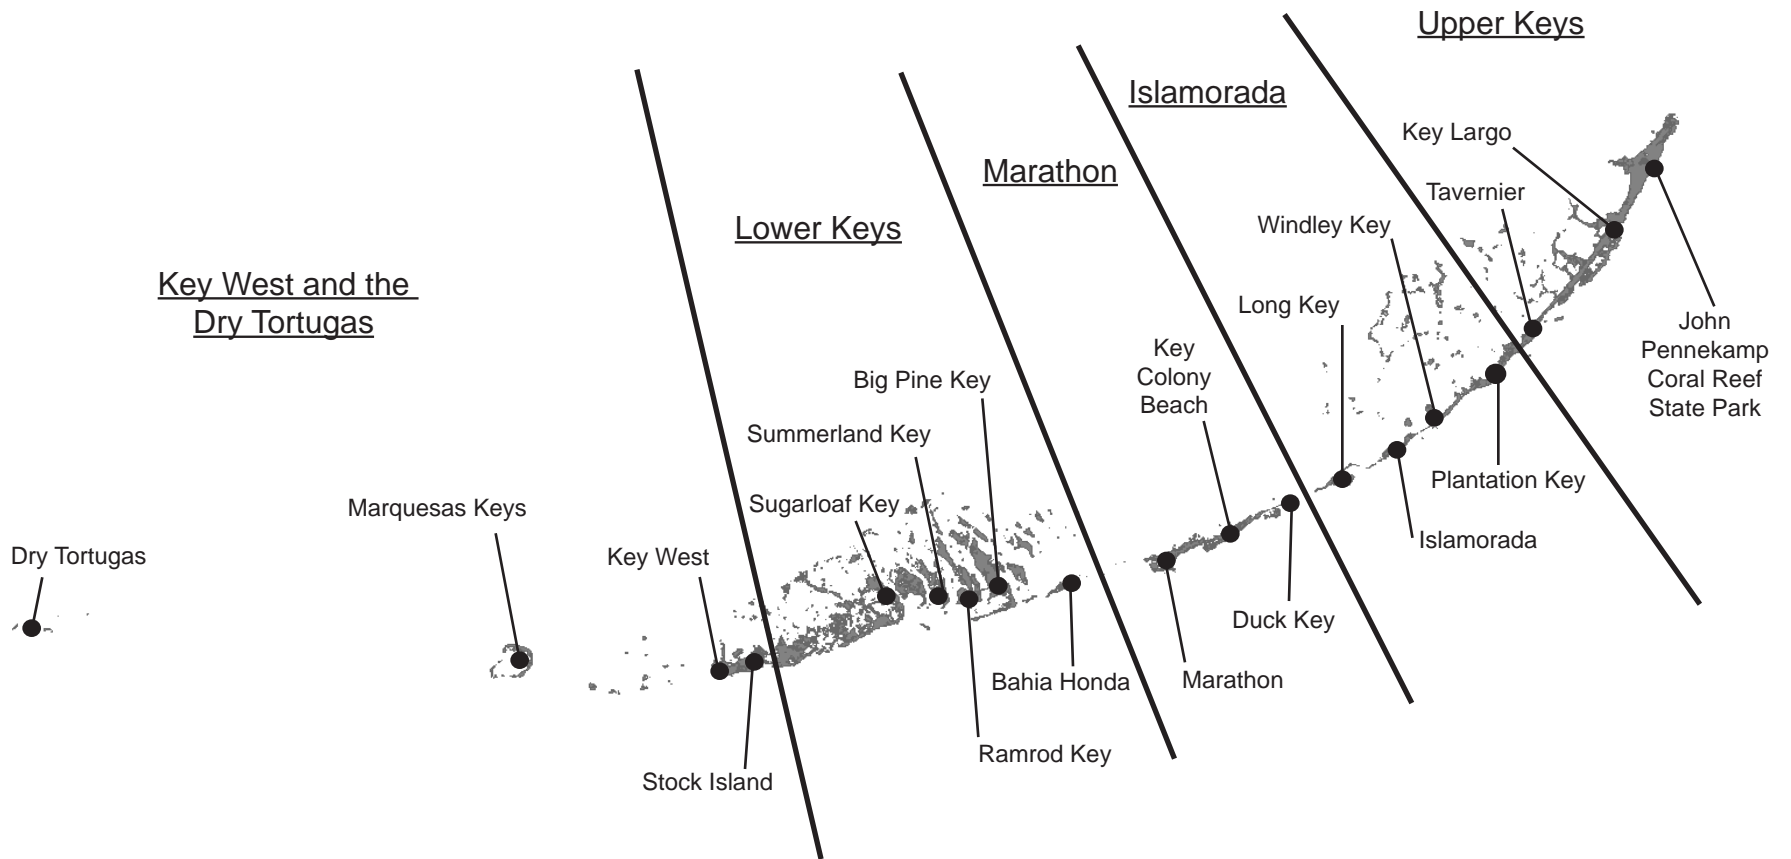 Upper Keys
Islamorada
Key Largo
Marathon
Tavernier
Windley Key
Lower Keys
Key West and the
Dry Tortugas
Long Key
John
Pennekamp
Coral Reef
State Park
Key
Colony
Beach
Big Pine Key
Summerland Key
Plantation Key
Sugarloaf Key
Marquesas Keys
Islamorada
Dry Tortugas
Key West
Duck Key
Bahia Honda
Marathon
Ramrod Key
Stock Island